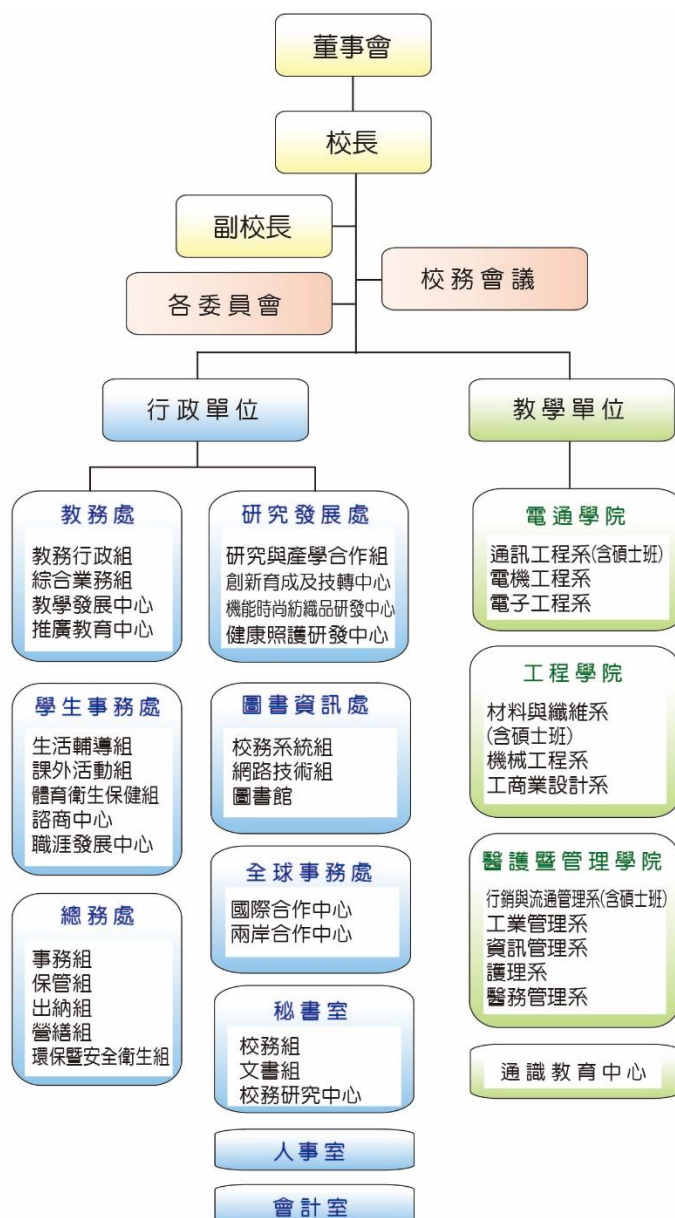 董事會
校長
副校長
校務會議
各委員會
行政單位
教學單位
教務處
教務行政組
綜合業務組
教學發展中心
推廣教育中心
學生事務處
生活輔導組
課外活動組
體育衛生保健組
諮商中心
職涯發展中心
總務處
事務組
保管組
出納組
營繕組
環保暨安全衛生組
研究發展處
研究與產學合作組
創新育成及技轉中心
機能時尚紡織品研發中心
健康照護研發中心
圖書資訊處
校務系統組
網路技術組
圖書館
全球事務處
國際合作中心
兩岸合作中心
秘書室
校務組
文書組
校務研究中心
人事室
會計室
電通學院
通訊工程系(含碩士班)
電機工程系
電子工程系
工程學院
材料與纖維系
(含碩士班)
機械工程系
工商業設計系
醫護暨管理學院
行銷與流通管理系(含碩士班)
工業管理系
資訊管理系
護理系
醫務管理系
通識教育中心